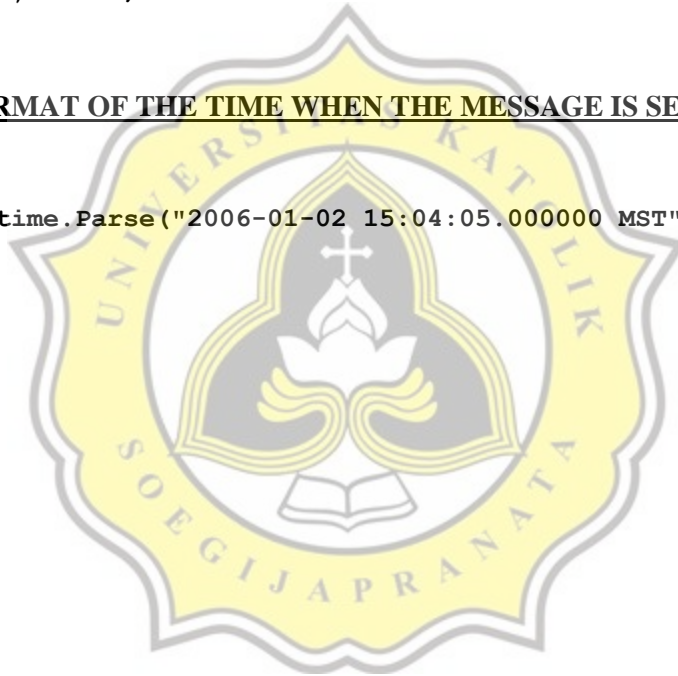 RMAT OF THE TIME WHEN THE MESSAGE IS SE
time.Parse("2006-01-02 15:04:05.000000 MST"
UNIVERSITAS KATOLIK
SOEGIJAPRANATA